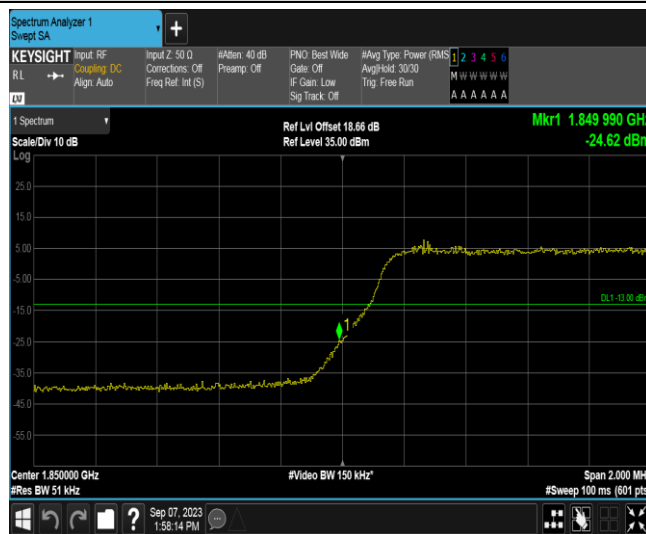 Spectrum Analyzer 1
Swept SA
+
KEYSIGHT
RL
LXI
Input: RF
Coupling: DC
Align: Auto
Input Z: 50 Ω
Corrections: Off
Freq Ref: Int (S)
#Atten: 40 dB
Preamp: Off
PNO: Best Wide
Gate: Off
IF Gain: Low
Sig Track: Off
#Avg Type: Power (RMS
Avg|Hold: 30/30
Trig: Free Run
1 2 3 4 5 6
M W W W W W
A A A A A A
1 Spectrum
Scale/Div 10 dB
Log
Ref Lvl Offset 18.66 dB
Ref Level 35.00 dBm
Mkr1 1.849 990 GHz
-24.62 dBm
25.0
15.0
5.00
-5.00
DL1 -13.00 dBm
-15.0
1
-25.0
-35.0
-45.0
-55.0
Center 1.850000 GHz
#Res BW 51 kHz
#Video BW 150 kHz*
Span 2.000 MH
#Sweep 100 ms (601 pts
?
Sep 07, 2023
1:58:14 PM